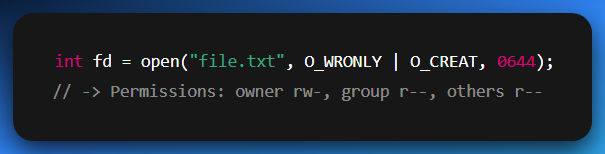 int fd = open("file.txt", O_WRONLY | O_CREAT, 0644);
// -> Permissions: owner rw-, group r--, others r--